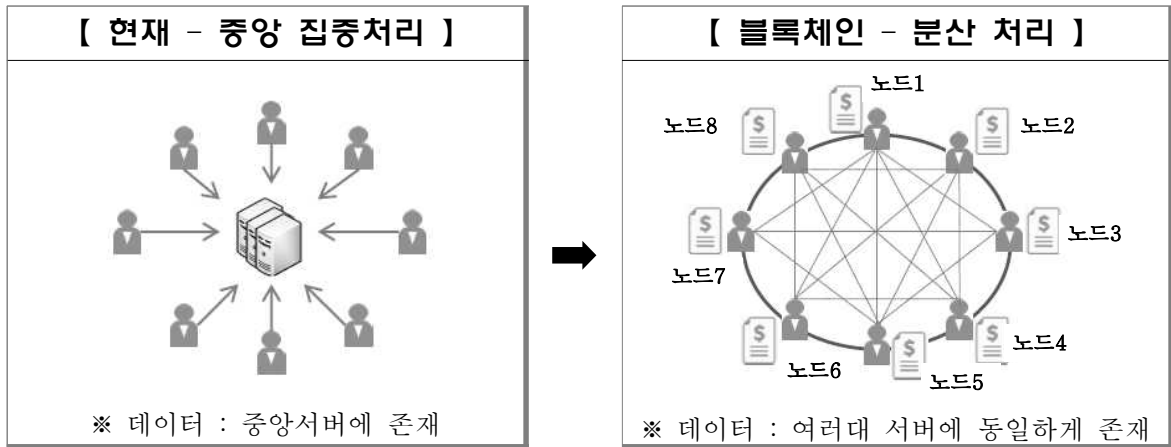 【 현재 - 중앙 집중처리 】
※ 데이터 : 중앙서버에 존재
【 블록체인 - 분산 처리 】
노드1
노드8
노드2
노드3
노드7
노드4
노드6
노드5
$
$
$
$
$
$
$
$
※ 데이터 : 여러대 서버에 동일하게 존재